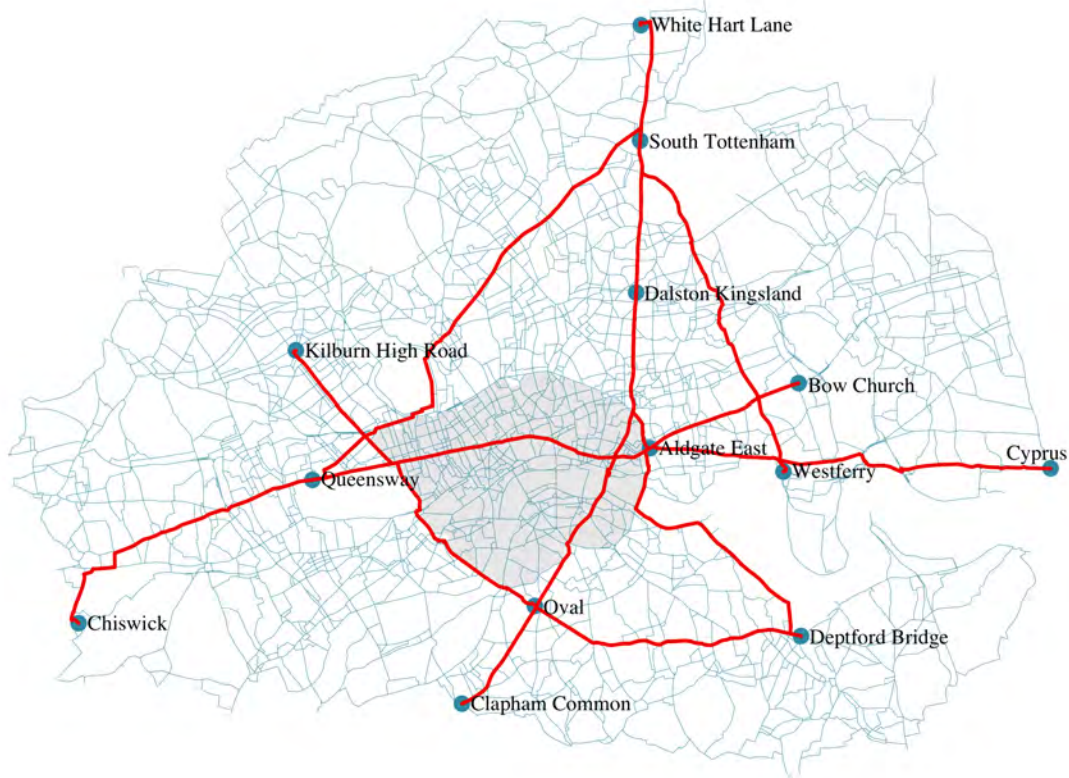 White Hart Lane
South Tottenham
Dalston Kingsland
Kilburn High Road
Bow Church
Aldgate East
Cyprus
Westferry
Queensway
Oval
Chiswick
Deptford Bridge
Clapham Common